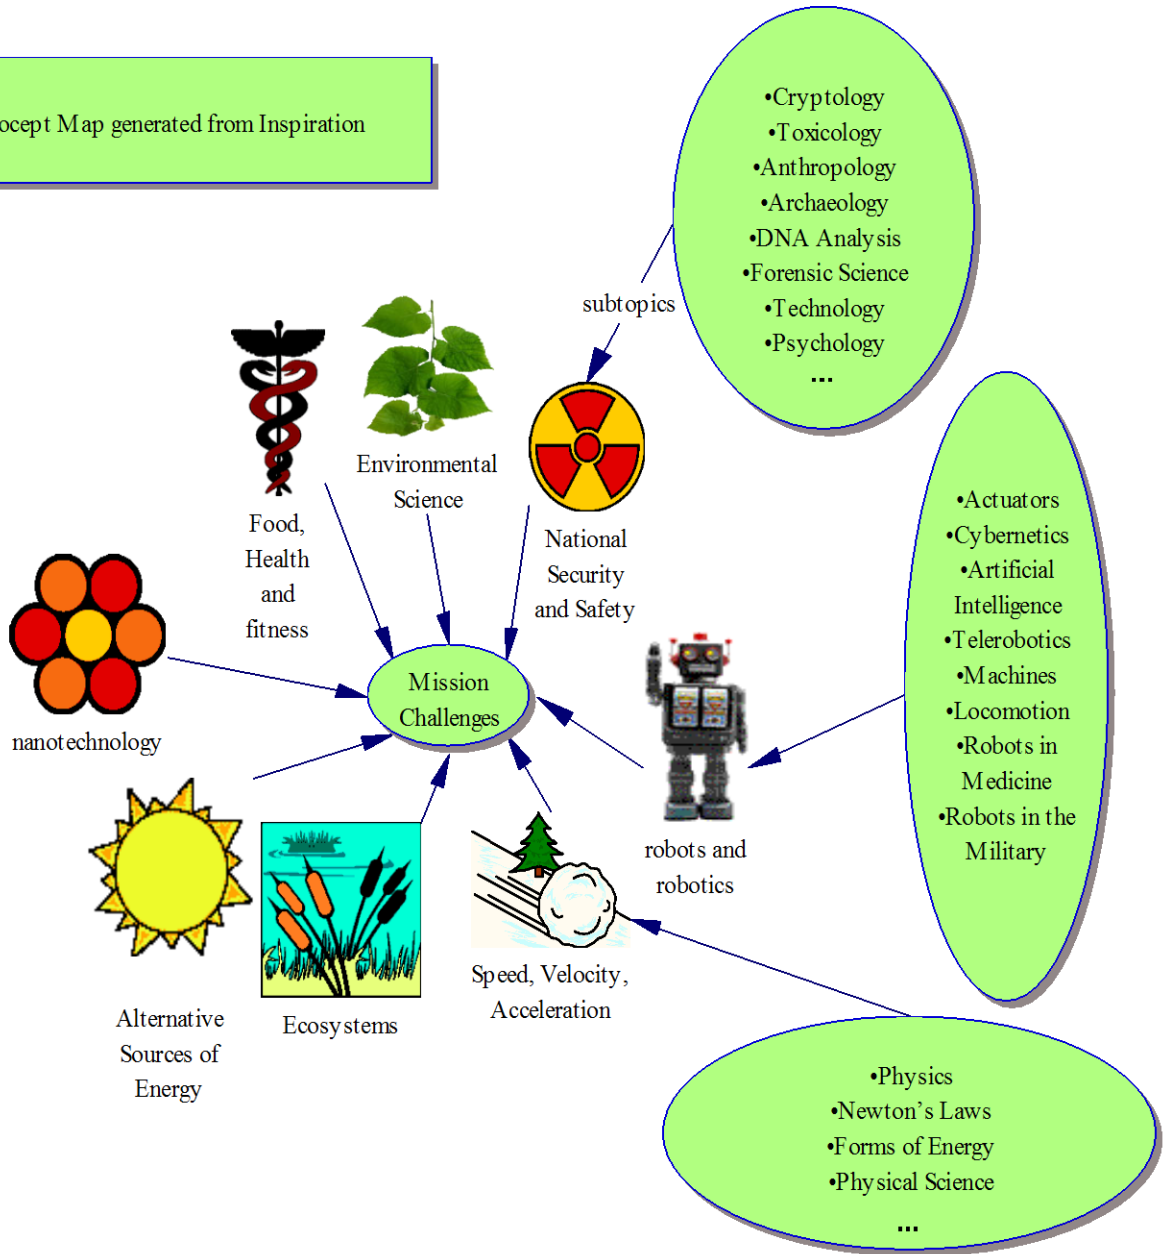 ocept Map generated from Inspiration
•Cryptology
•Toxicology
•Anthropology
•Archaeology
•DNA Analysis
•Forensic Science
•Technology
•Psychology
...
subtopics
Environmental
Science
Food,
Health
and
fitness
National
Security
and Safety
•Actuators
•Cybernetics
•Artificial
Intelligence
•Telerobotics
•Machines
•Locomotion
•Robots in
Medicine
•Robots in the
Military
Mission
Challenges
nanotechnology
robots and
robotics
Speed, Velocity,
Acceleration
Alternative
Sources of
Energy
Ecosystems
•Physics
•Newton’s Laws
•Forms of Energy
•Physical Science
...